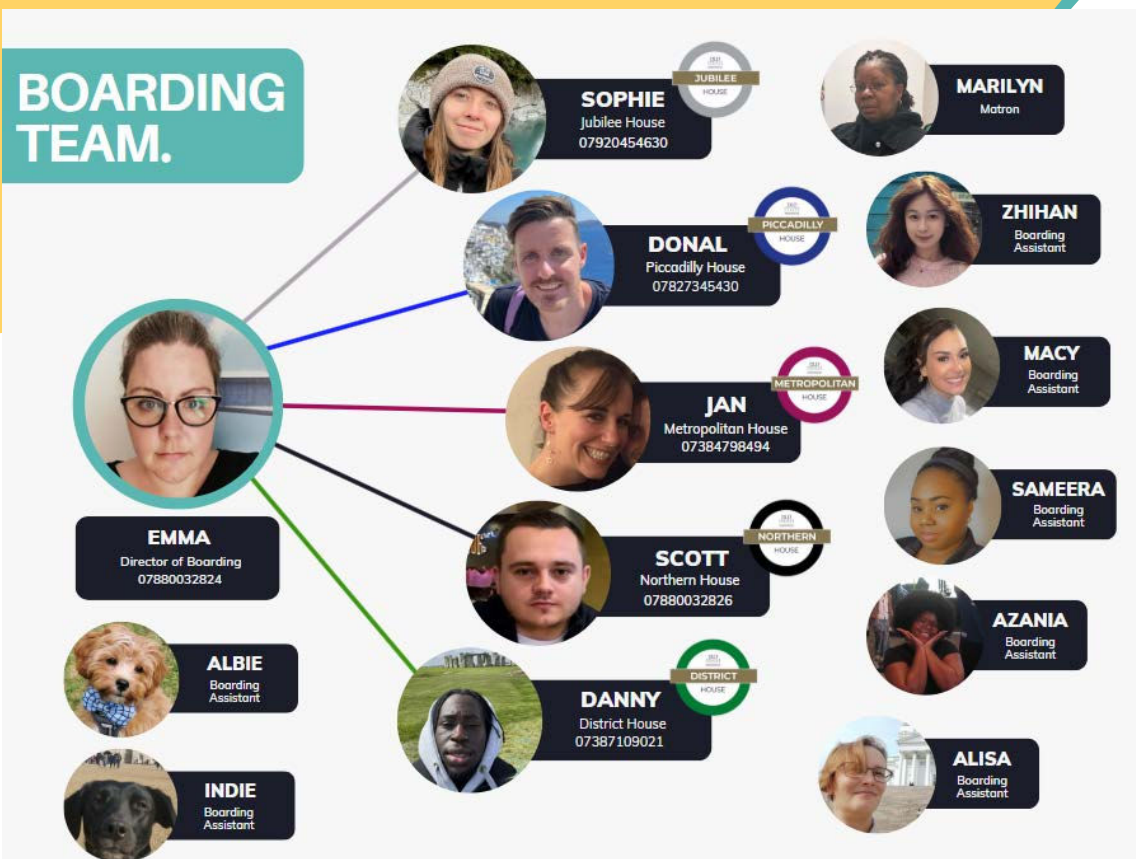 BOARDING
TEAM.
SOPHIE
Jubilee House
07920454630
JUBILEE
HOUSE
DONAL
Piccadilly House
07827345430
PICCADILLY
HOUSE
JAN
Metropolitan House
07384798494
METROPOLITAN
HOUSE
SCOTT
Northern House
07880032826
NORTHERN
HOUSE
DANNY
District House
07387109021
DISTRICT
HOUSE
EMMA
Director of Boarding
07880032824
ALBIE
Boarding
Assistant
INDIE
Boarding
Assistant
MARILYN
Matron
ZHIHAN
Boarding
Assistant
MACY
Boarding
Assistant
SAMEERA
Boarding
Assistant
AZANIA
Boarding
Assistant
ALISA
Boarding
Assistant